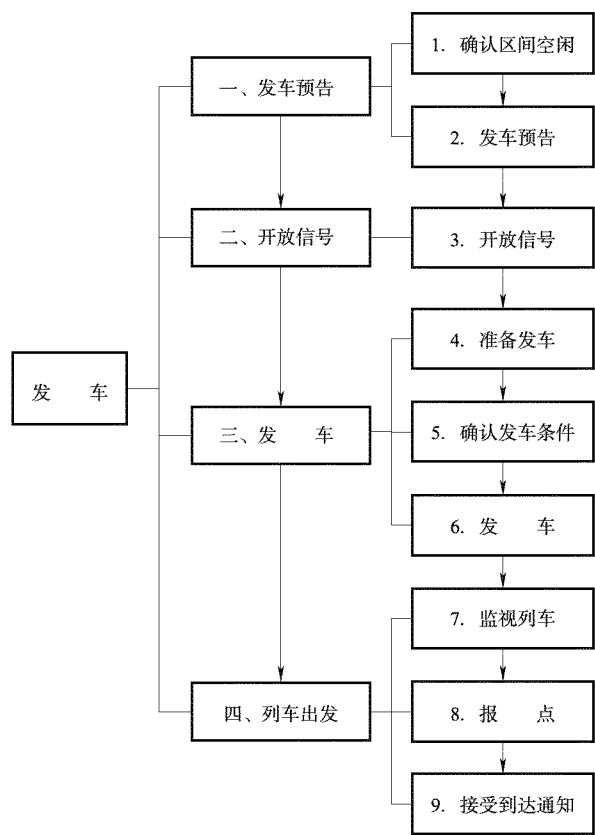 发 车
一、发车预告
1. 确认区间空闲
2. 发车预告
二、开放信号
3. 开放信号
三、发 车
4. 准备发车
5. 确认发车条件
6. 发 车
四、列车出发
7. 监视列车
8. 报 点
9. 接受到达通知